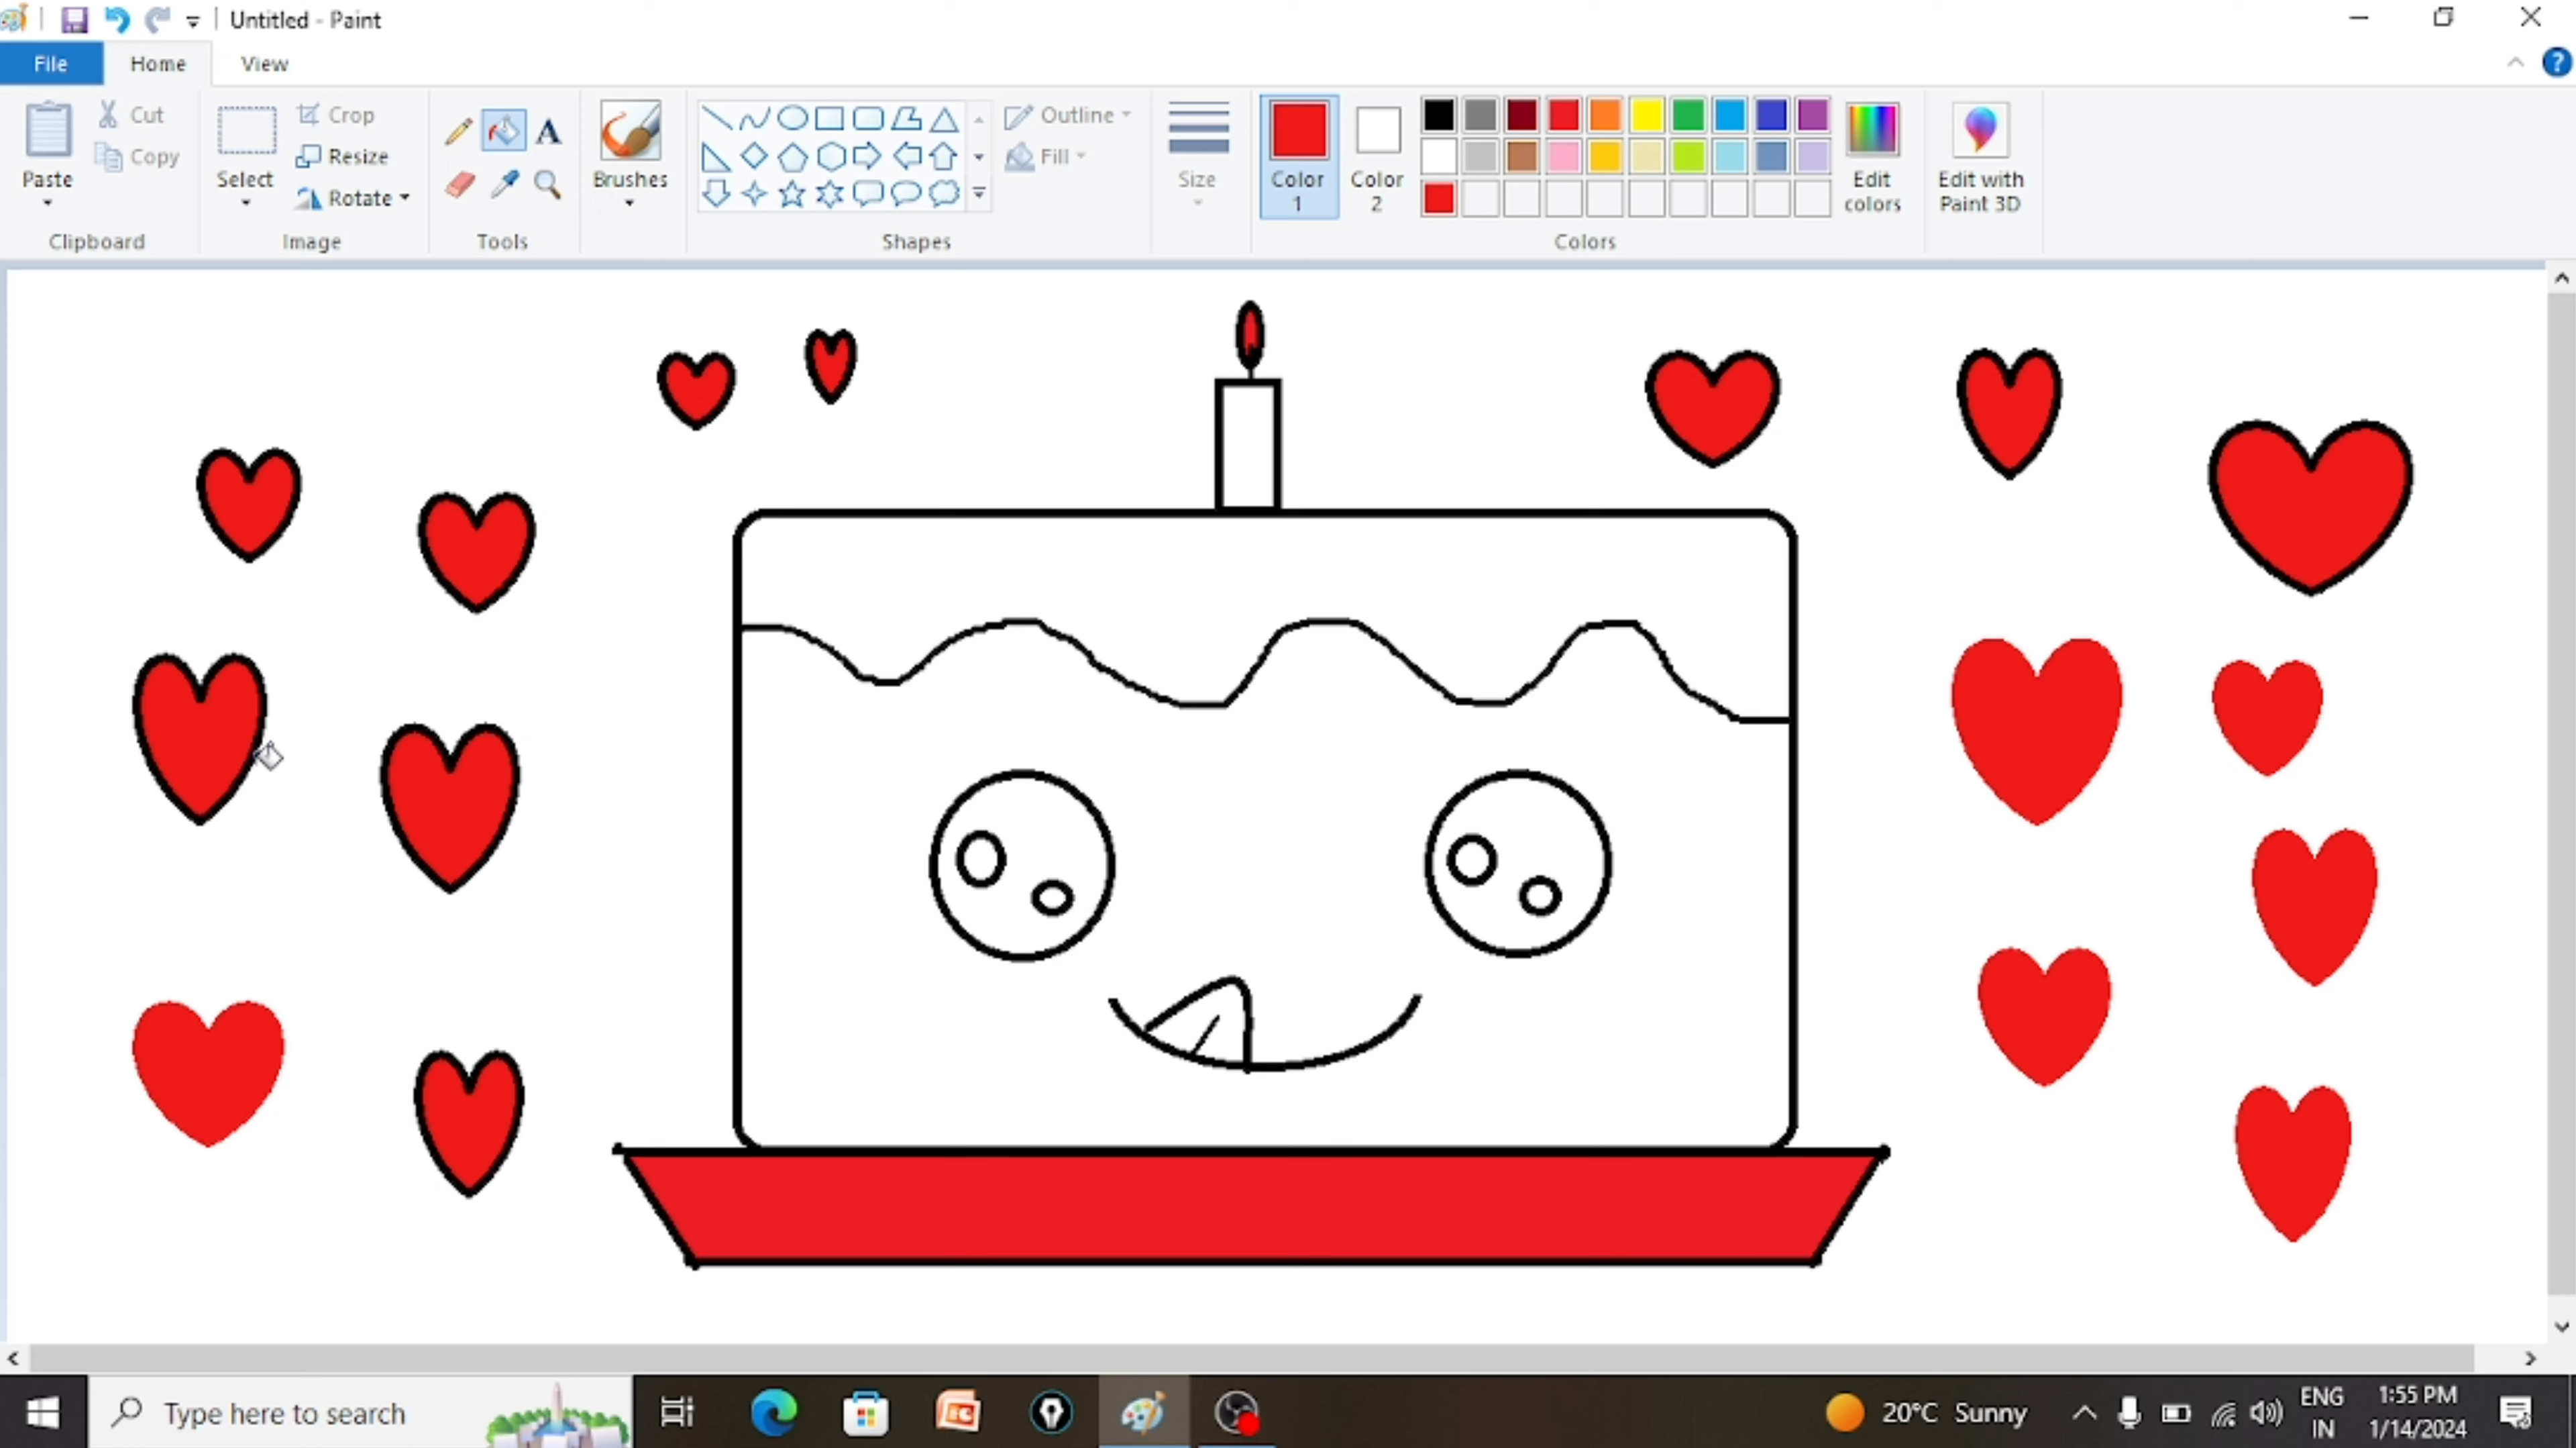 Untitled - Paint
File Home View
Paste Cut Copy
Select Crop Resize Rotate
A
Brushes
Outline Fill
Size
Color 1
Color 2
Edit colors
Edit with Paint 3D
Clipboard Image Tools Shapes Colors
Type here to search
20°C Sunny
ENG IN
1:55 PM
1/14/2024